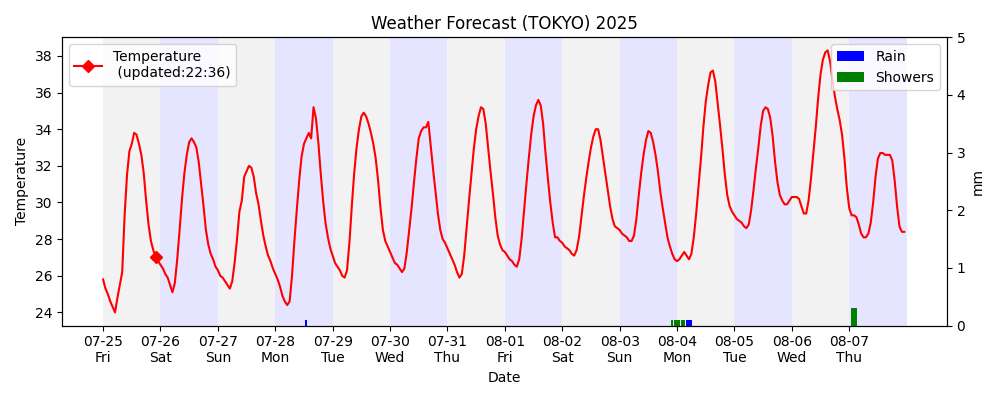 Weather Forecast (TOKYO) 2025
Temperature
(updated:22:36)
Rain
Showers
Temperature
38
36
34
32
30
28
26
24
5
4
3
2
1
0
mm
07-25 07-26 07-27 07-28 07-29 07-30 07-31 08-01 08-02 08-03 08-04 08-05 08-06 08-07
Fri Sat Sun Mon Tue Wed Thu Fri Sat Sun Mon Tue Wed Thu
Date